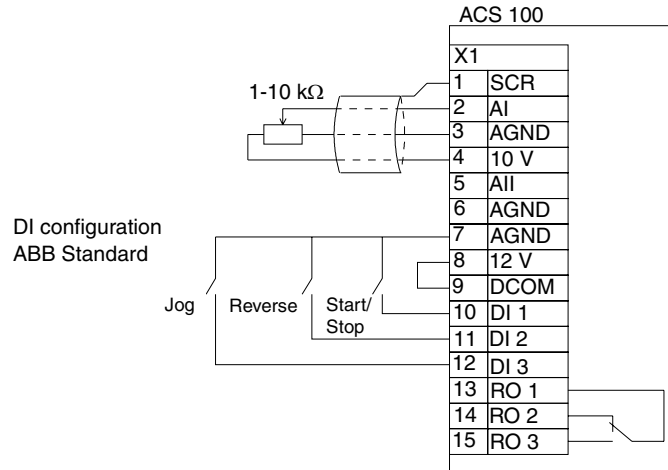 ACS 100
X1
1 SCR
1-10 kΩ
2 AI
3 AGND
4 10 V
5 AII
6 AGND
DI configuration
ABB Standard
7 AGND
8 12 V
9 DCOM
Jog Reverse Start/
Stop
10 DI 1
11 DI 2
12 DI 3
13 RO 1
14 RO 2
15 RO 3